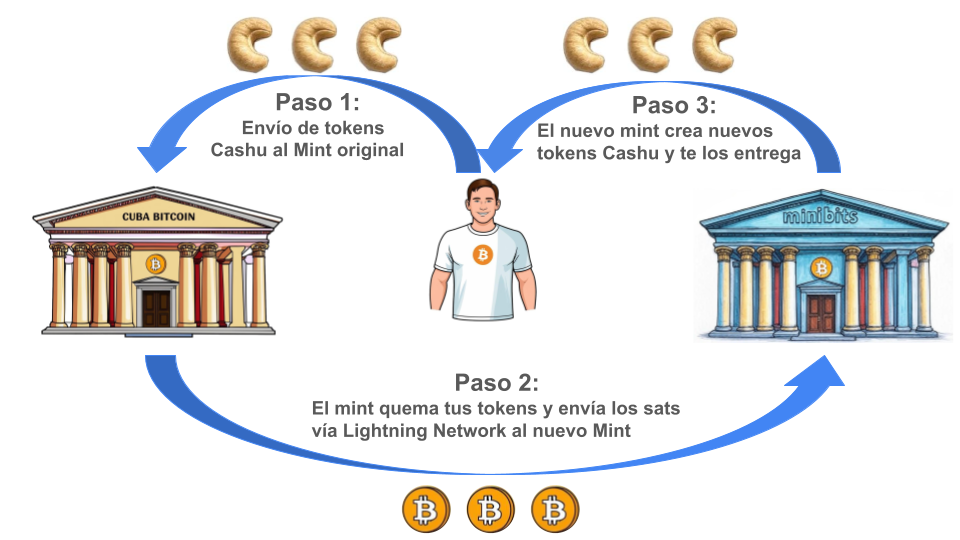 Paso 1:
Envío de tokens
Cashu al Mint original
Paso 3:
El nuevo mint crea nuevos
tokens Cashu y te los entrega
CUBA BITCOIN
minibits
Paso 2:
El mint quema tus tokens y envía los sats
vía Lightning Network al nuevo Mint